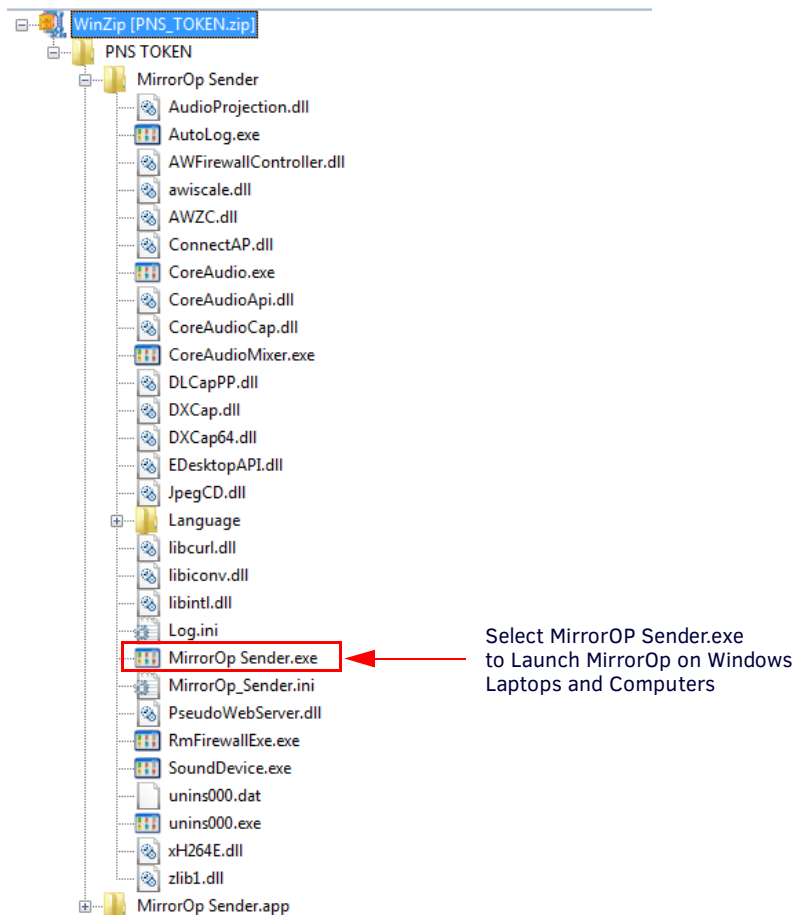 WinZip [PNS_TOKEN.zip]
PNS TOKEN
MirrorOp Sender
AudioProjection.dll
AutoLog.exe
AWFirewallController.dll
awiscale.dll
AWZC.dll
ConnectAP.dll
CoreAudio.exe
CoreAudioApi.dll
CoreAudioCap.dll
CoreAudioMixer.exe
DLCapPP.dll
DXCap.dll
DXCap64.dll
EDesktopAPI.dll
JpegCD.dll
Language
libcurl.dll
libiconv.dll
libintl.dll
Log.ini
MirrorOp Sender.exe
MirrorOp_Sender.ini
PseudoWebServer.dll
RmFirewallExe.exe
SoundDevice.exe
unins000.dat
unins000.exe
xH264E.dll
zlib1.dll
MirrorOp Sender.app
Select MirrorOP Sender.exe
to Launch MirrorOp on Windows
Laptops and Computers